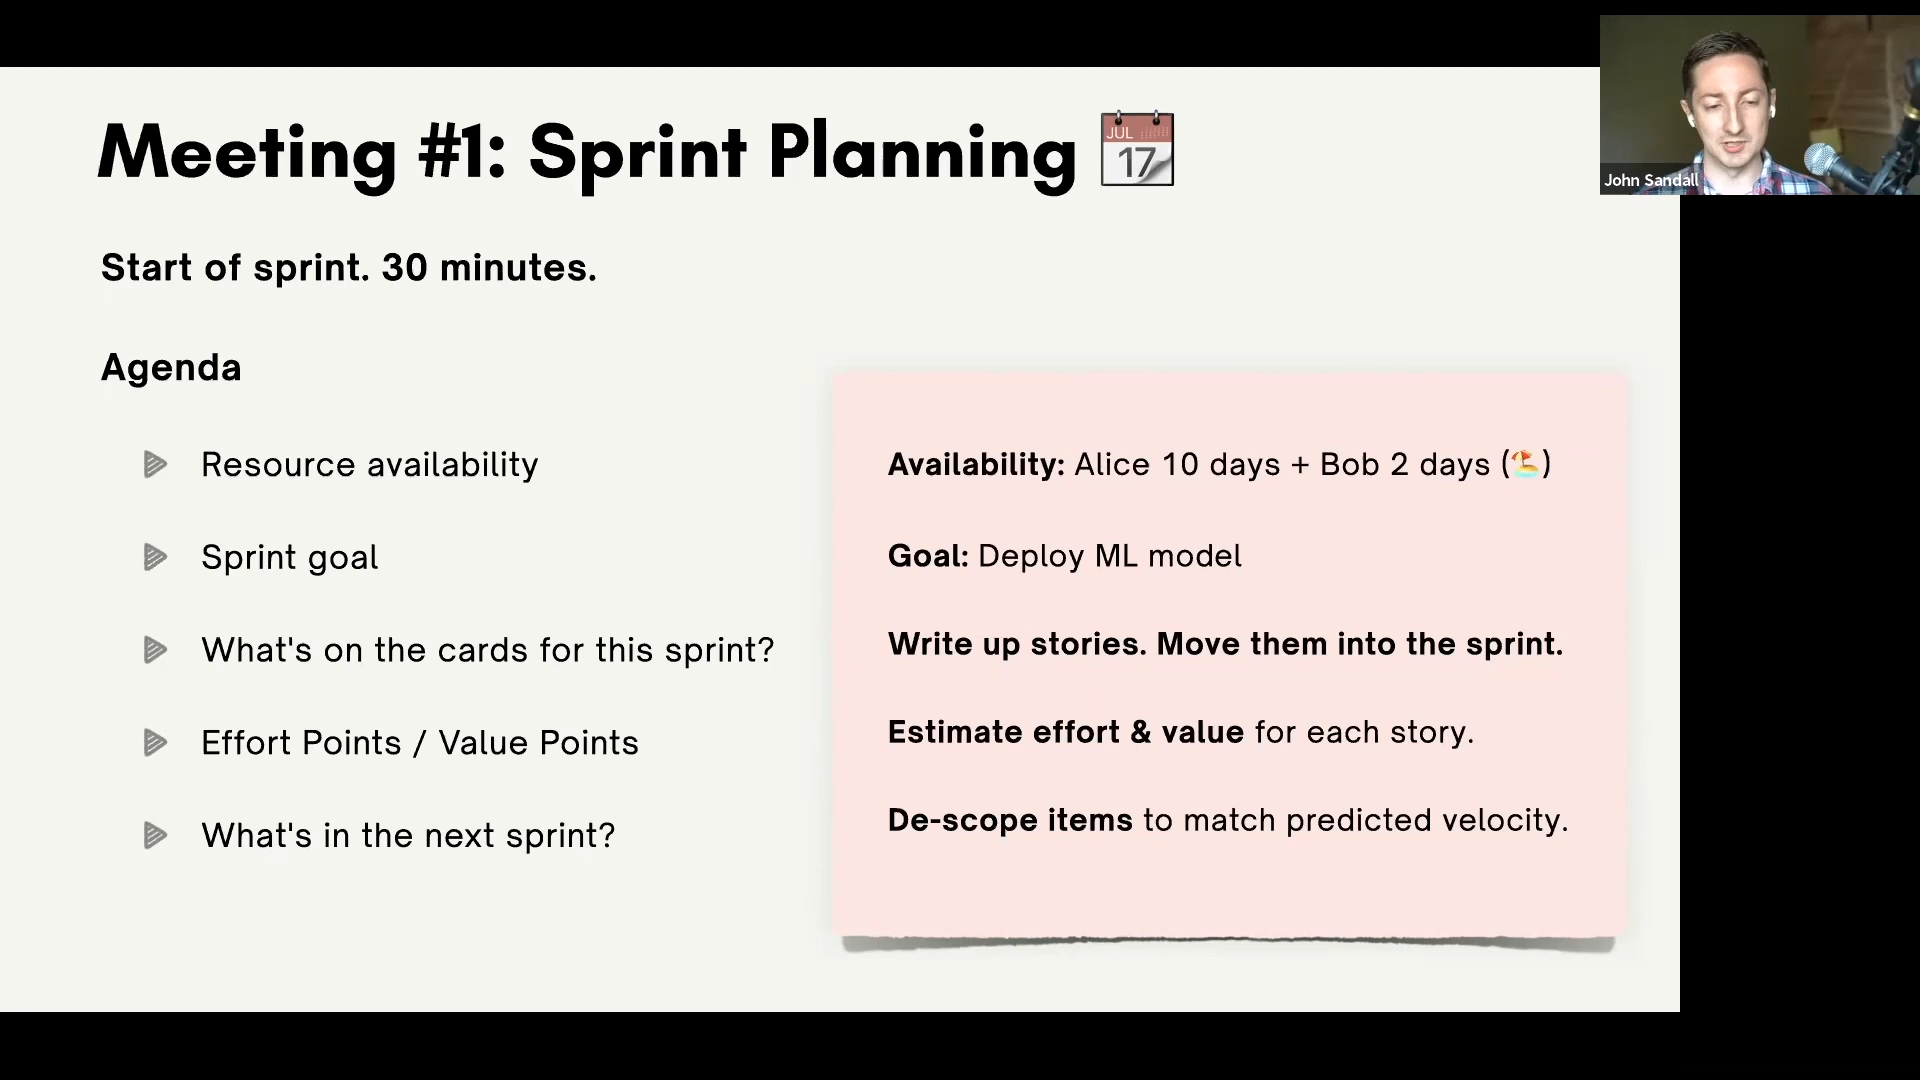 Meeting #1: Sprint Planning
JUL
17
John Sandall
Start of sprint. 30 minutes.
Agenda
Resource availability
Sprint goal
What's on the cards for this sprint?
Effort Points / Value Points
What's in the next sprint?
Availability: Alice 10 days + Bob 2 days (🏖️)
Goal: Deploy ML model
Write up stories. Move them into the sprint.
Estimate effort & value for each story.
De-scope items to match predicted velocity.